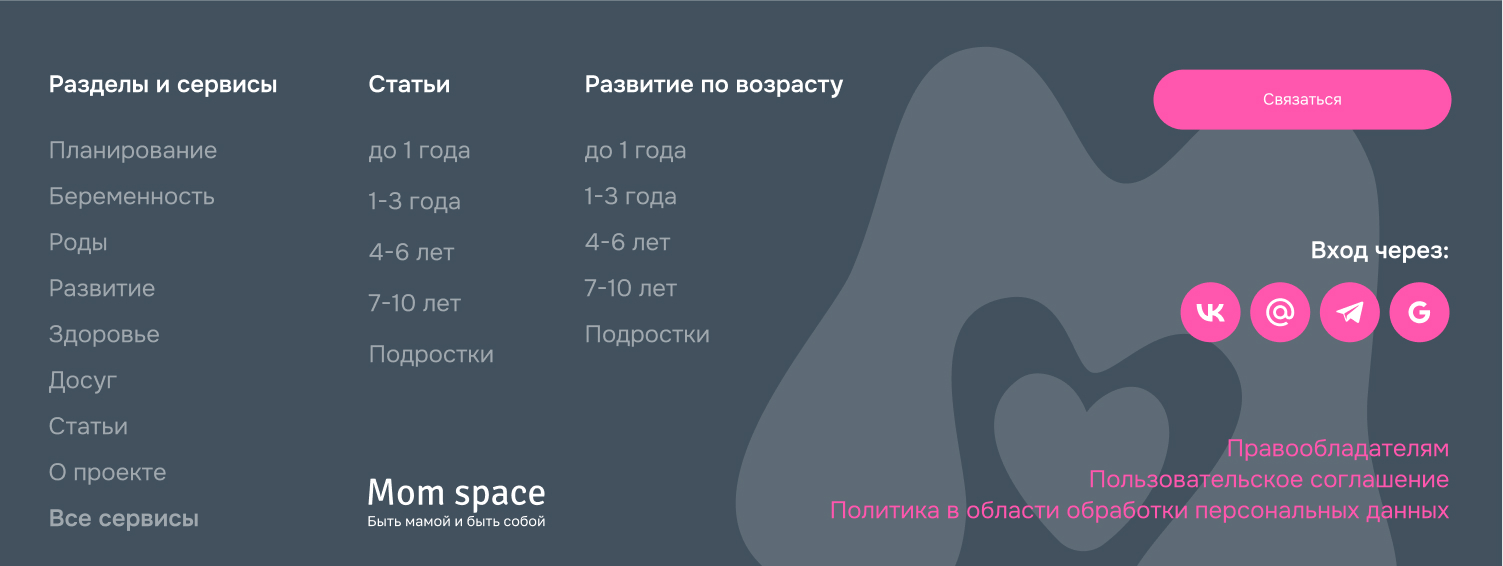 Разделы и сервисы
Планирование
Беременность
Роды
Развитие
Здоровье
Досуг
Статьи
О проекте
Все сервисы
Статьи
до 1 года
1-3 года
4-6 лет
7-10 лет
Подростки
Mom space
Быть мамой и быть собой
Развитие по возрасту
до 1 года
1-3 года
4-6 лет
7-10 лет
Подростки
Связаться
Вход через:
Правообладателям
Пользовательское соглашение
Политика в области обработки персональных данных